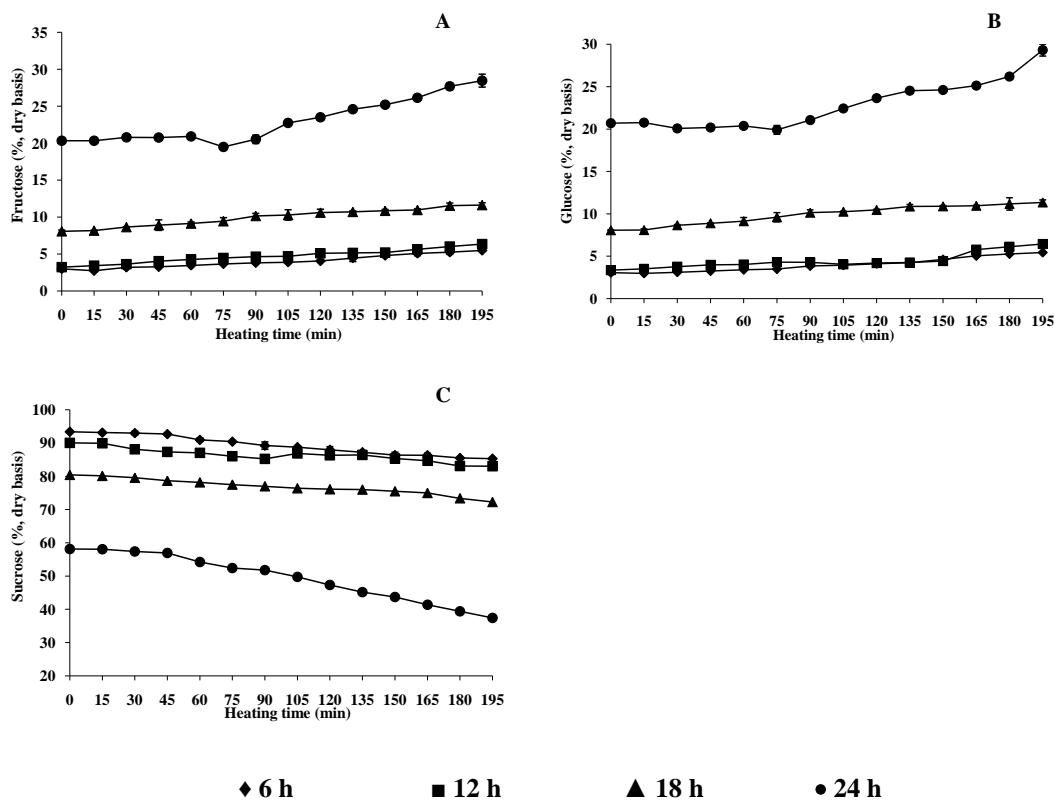 A
Fructose (%, dry basis)
35
30
25
20
15
10
5
0
0 15 30 45 60 75 90 105 120 135 150 165 180 195
Heating time (min)
B
Glucose (%, dry basis)
30
25
20
15
10
5
0
0 15 30 45 60 75 90 105 120 135 150 165 180 195
Heating time (min)
C
Sucrose (%, dry basis)
100
90
80
70
60
50
40
30
20
0 15 30 45 60 75 90 105 120 135 150 165 180 195
Heating time (min)
6 h 12 h 18 h 24 h